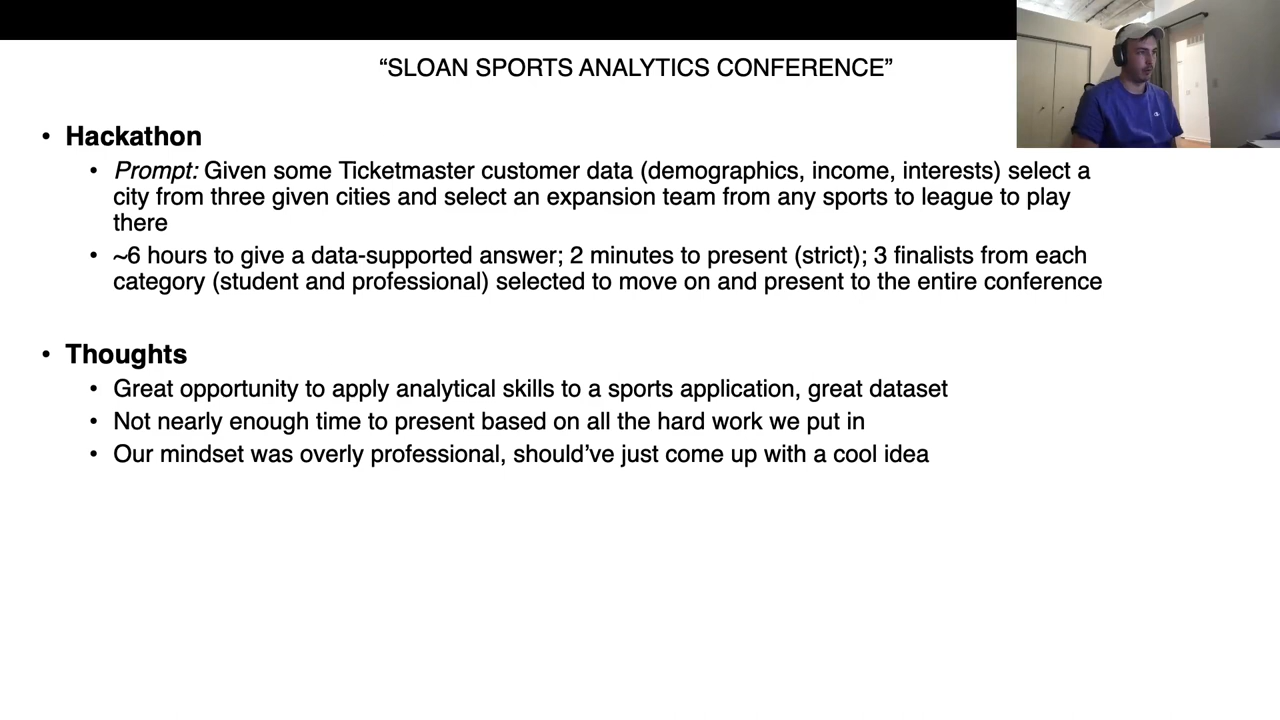 “SLOAN SPORTS ANALYTICS CONFERENCE”
• Hackathon
• Prompt: Given some Ticketmaster customer data (demographics, income, interests) select a
city from three given cities and select an expansion team from any sports to league to play
there
• ~6 hours to give a data-supported answer; 2 minutes to present (strict); 3 finalists from each
category (student and professional) selected to move on and present to the entire conference
• Thoughts
• Great opportunity to apply analytical skills to a sports application, great dataset
• Not nearly enough time to present based on all the hard work we put in
• Our mindset was overly professional, should’ve just come up with a cool idea